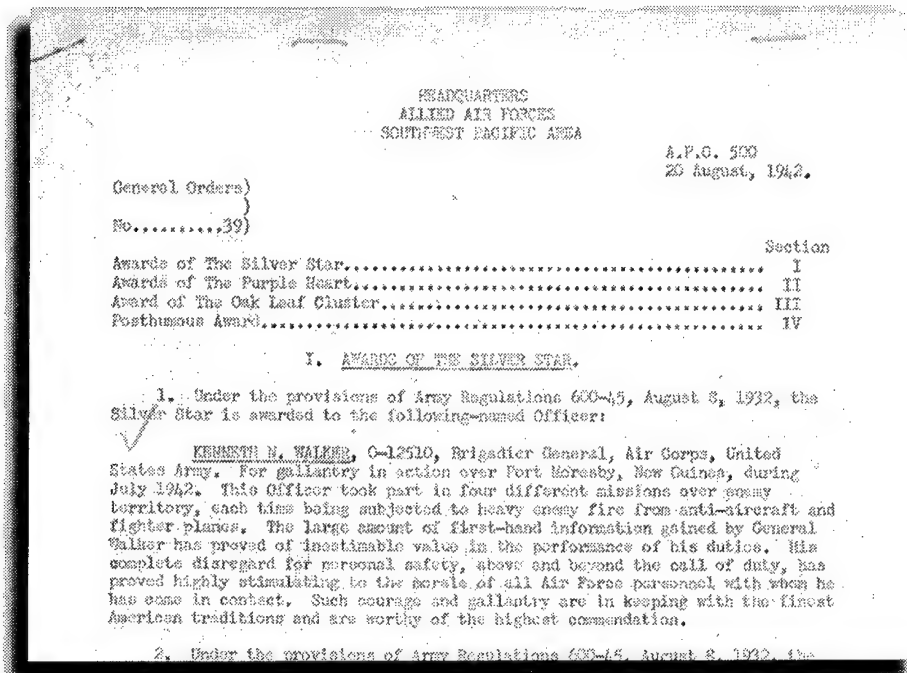 HEADQUARTERS
ALLIED AIR FORCES
SOUTHWEST PACIFIC AREA
A.P.O. 500
20 August, 1942.
General Orders)
)
No..........39)
Section
Awards of The Silver Star.................................................. I
Awards of The Purple Heart................................................ II
Award of The Oak Leaf Cluster............................................. III
Posthumous Award........................................................... IV
I. AWARDS OF THE SILVER STAR.
1. Under the provisions of Army Regulations 600-45, August 8, 1932, the
Silver Star is awarded to the following-named Officer:
KENNETH N. WALKER, O-12510, Brigadier General, Air Corps, United
States Army. For gallantry in action over Port Moresby, New Guinea, during
July 1942. This Officer took part in four different missions over enemy
territory, each time being subjected to heavy enemy fire from anti-aircraft and
fighter planes. The large amount of first-hand information gained by General
Walker has proved of inestimable value in the performance of his duties. His
complete disregard for personal safety, above and beyond the call of duty, has
proved highly stimulating to the morale of all Air Force personnel with whom he
has come in contact. Such courage and gallantry are in keeping with the finest
American traditions and are worthy of the highest commendation.
2. Under the provisions of Army Regulations 600-45, August 8, 1932, the